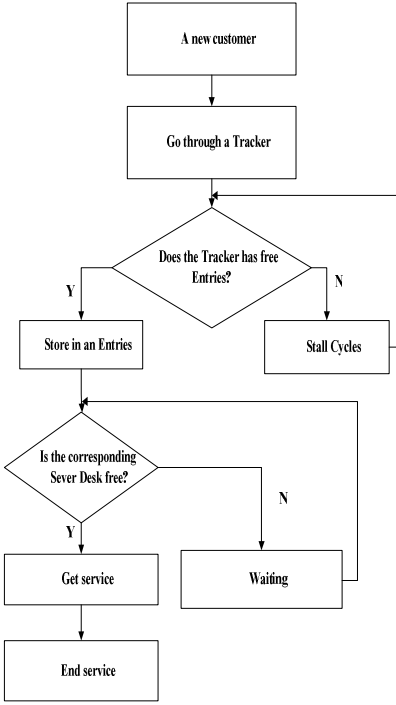 A new customer
Go through a Tracker
Does the Tracker has free
Entries?
Y
N
Store in an Entries
Stall Cycles
Is the corresponding
Sever Desk free?
N
Y
Get service
Waiting
End service